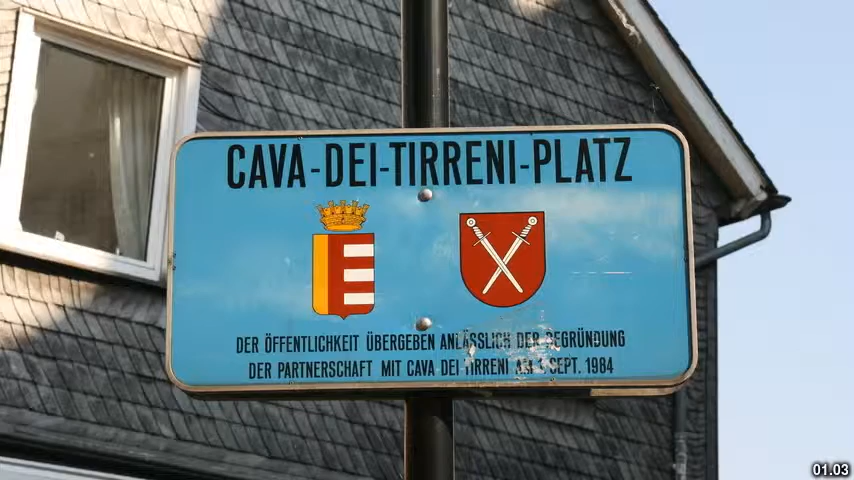 CAVA-DEI-TIRRENI-PLATZ
DER ÖFFENTLICHKEIT ÜBERGEBEN ANLÄSSLICH DER BEGRÜNDUNG
DER PARTNERSCHAFT MIT CAVA DEI TIRRENI AM SEPT. 1984
01.03